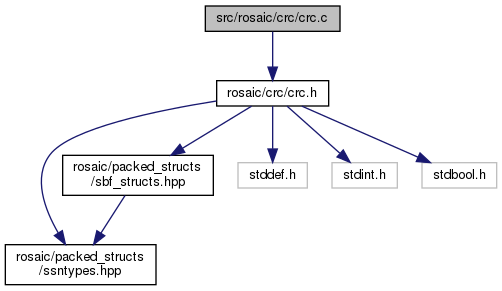 src/rosaic/crc/crc.c
rosaic/crc/crc.h
rosaic/packed_structs
/sbf_structs.hpp
stddef.h
stdint.h
stdbool.h
rosaic/packed_structs
/ssntypes.hpp